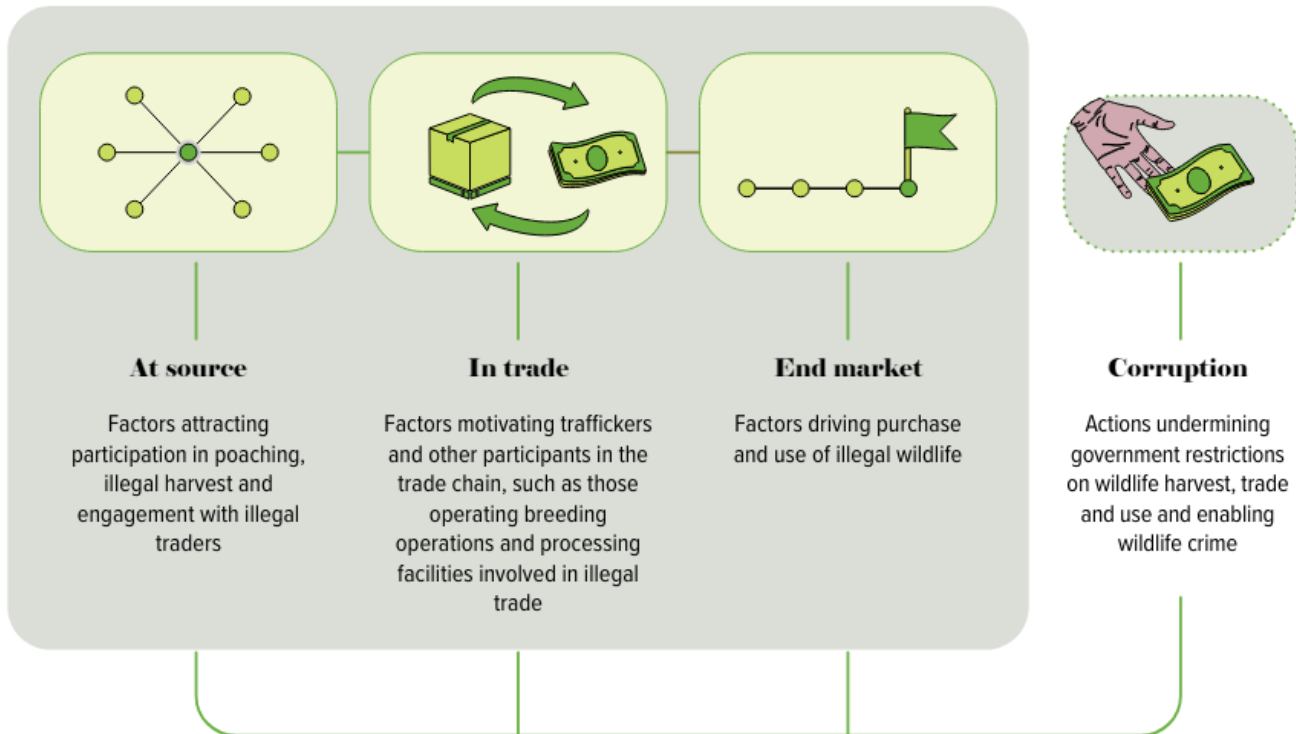 At source
Factors attracting
participation in poaching,
illegal harvest and
engagement with illegal
traders
In trade
Factors motivating traffickers
and other participants in the
trade chain, such as those
operating breeding
operations and processing
facilities involved in illegal
trade
End market
Factors driving purchase
and use of illegal wildlife
Corruption
Actions undermining
government restrictions
on wildlife harvest, trade
and use and enabling
wildlife crime